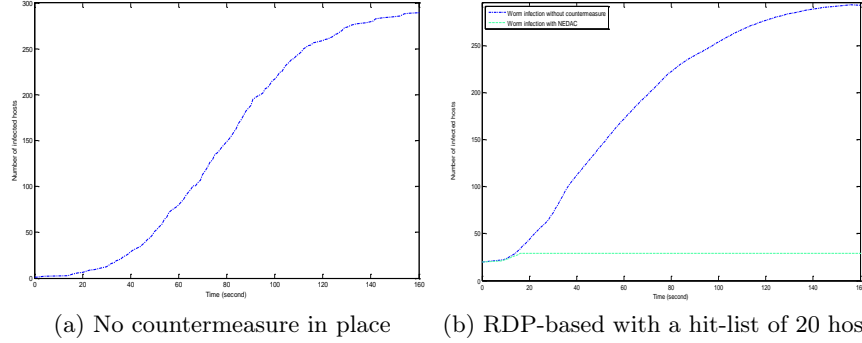 300
250
200
150
100
50
0
Number of infected hosts
0 20 40 60 80 100 120 140 160
Time (second)
(a) No countermeasure in place
Worm infection without countermeasure
Worm infection with NEDAC
250
200
150
100
50
0
Number of infected hosts
0 20 40 60 80 100 120 140 160
Time (second)
(b) RDP-based with a hit-list of 20 hos